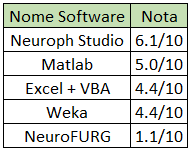 Nome Software Nota
Neuroph Studio 6.1/10
Matlab 5.0/10
Excel + VBA 4.4/10
Weka 4.4/10
NeuroFURG 1.1/10